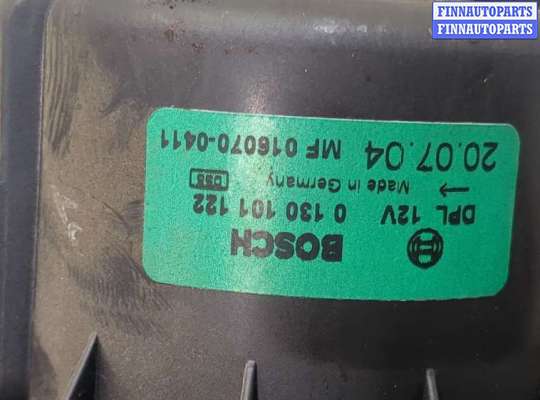 FINNAUTOPARTS
FINNAUTOPARTS
BOSCH
DPL 12V 0 130 101 122
Made in Germany
20.07.04 MF 016070-0411